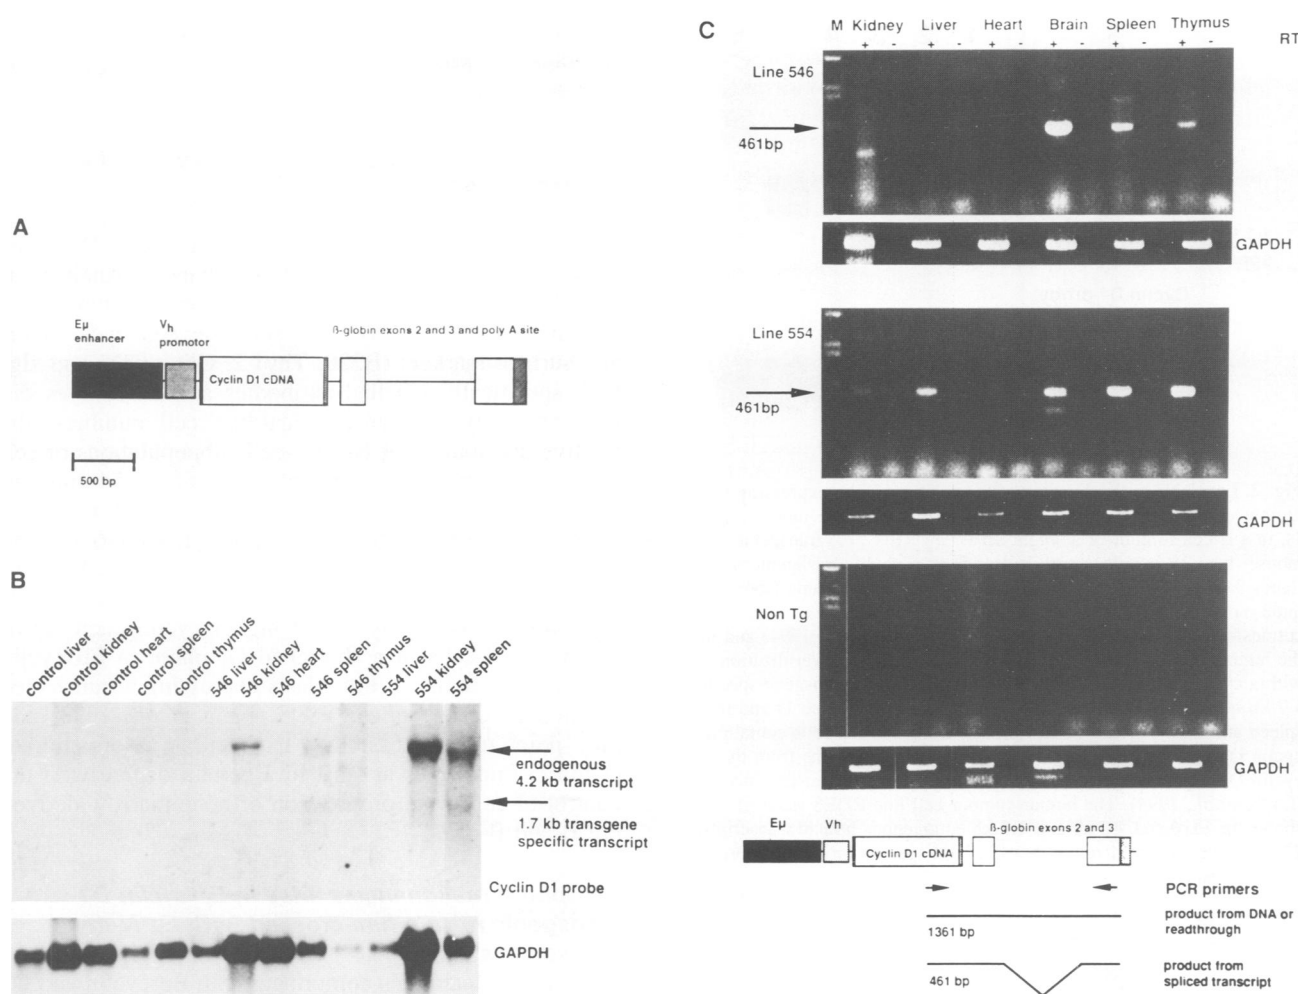 A
Eµ
enhancer
Vh
promotor
ß-globin exons 2 and 3 and poly A site
Cyclin D1 cDNA
500 bp
B
control liver
control kidney
control heart
control spleen
control thymus
546 liver
546 kidney
546 heart
546 spleen
546 thymus
554 liver
554 kidney
554 spleen
endogenous
4.2 kb transcript
1.7 kb transgene
specific transcript
Cyclin D1 probe
GAPDH
C
M Kidney Liver Heart Brain Spleen Thymus
+ - + - + - + - + - + - RT
Line 546
461bp
GAPDH
Line 554
461bp
GAPDH
Non Tg
GAPDH
Eµ Vh ß-globin exons 2 and 3
Cyclin D1 cDNA
PCR primers
1361 bp
product from DNA or
readthrough
461 bp
product from
spliced transcript